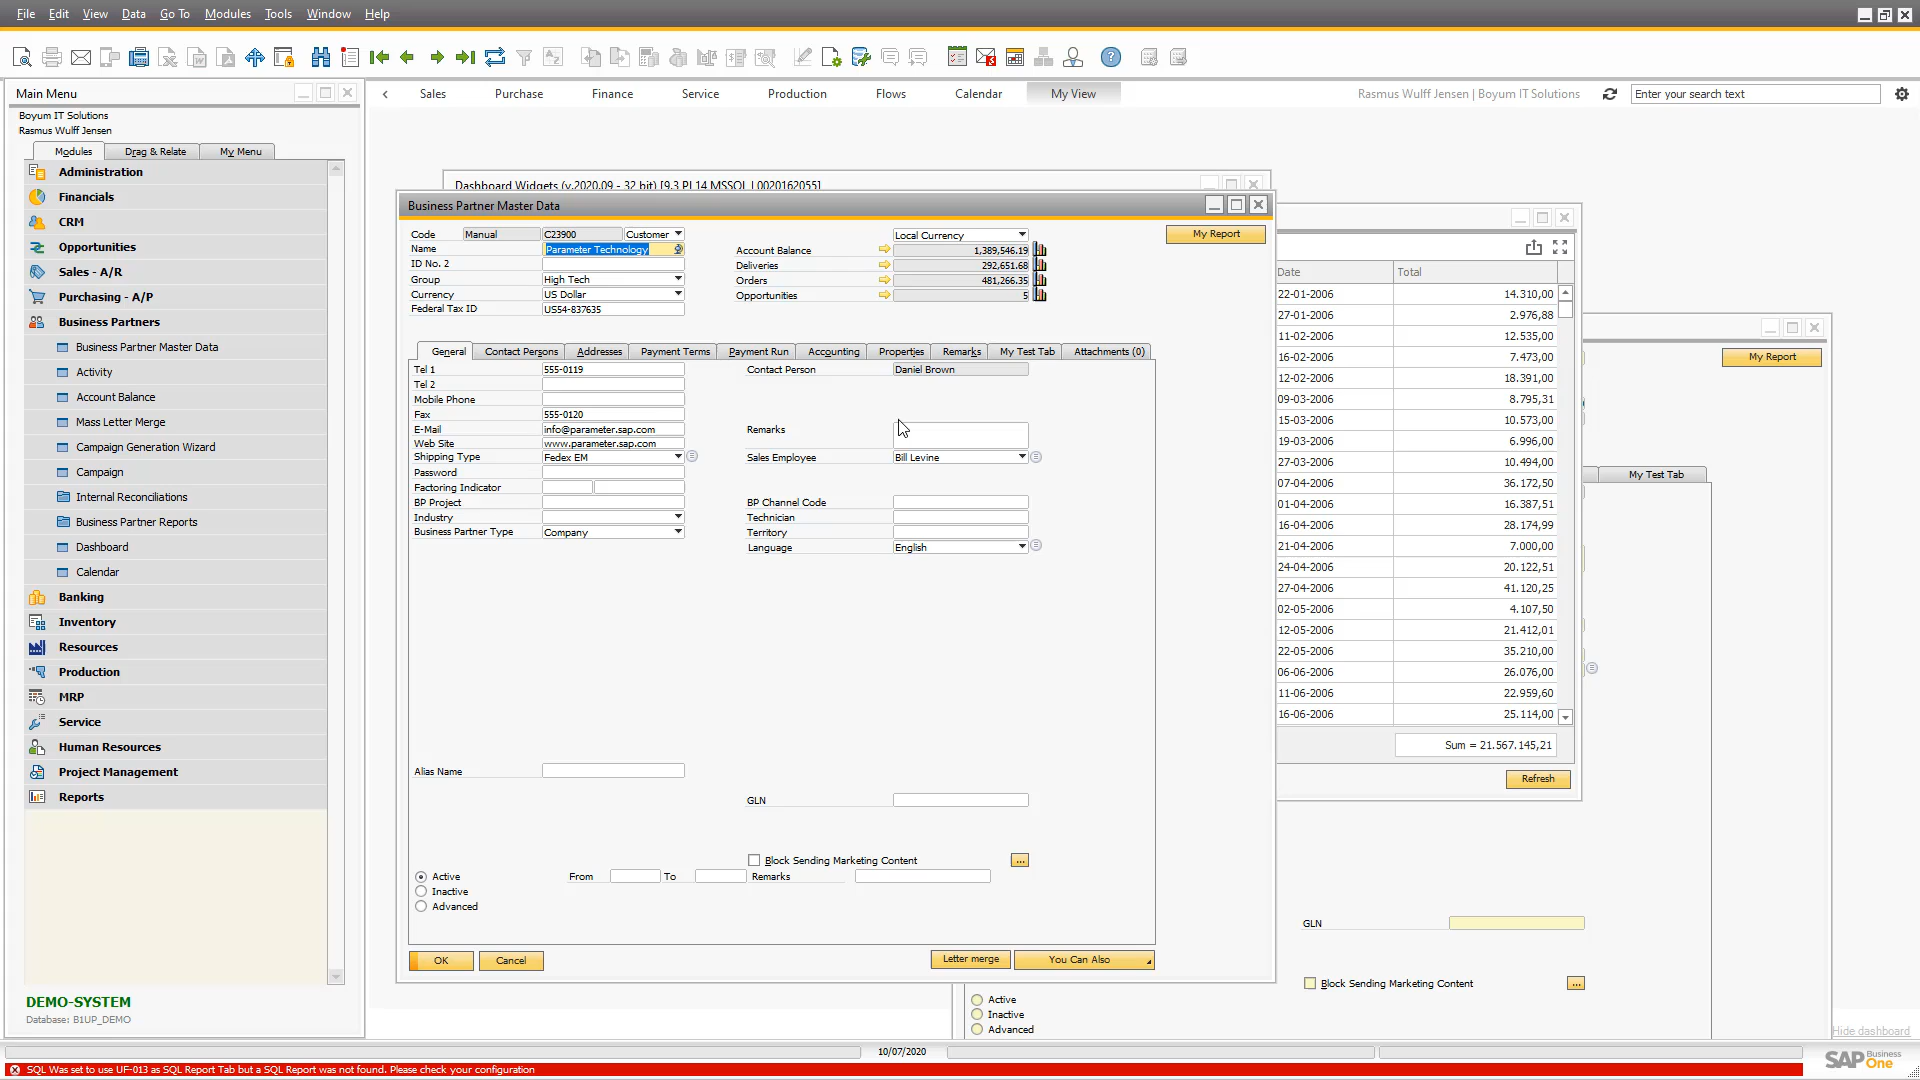 File Edit View Data Go To Modules Tools Window Help
Main Menu
Boyum IT Solutions
Rasmus Wulff Jensen
Modules Drag & Relate My Menu
Administration
Financials
CRM
Opportunities
Sales - A/R
Purchasing - A/P
Business Partners
Business Partner Master Data
Activity
Account Balance
Mass Letter Merge
Campaign Generation Wizard
Campaign
Internal Reconciliations
Business Partner Reports
Dashboard
Calendar
Banking
Inventory
Resources
Production
MRP
Service
Human Resources
Project Management
Reports
DEMO-SYSTEM
Database: B1UP_DEMO
Sales Purchase Finance Service Production Flows Calendar My View Rasmus Wulff Jensen | Boyum IT Solutions Enter your search text
Dashboard Widgets (v.2020.09 - 32 bit) [9.3 PL14 MSSQL | 0020162055]
Business Partner Master Data
Code Manual C23900 Customer Local Currency My Report
Name Parameter Technology Account Balance 1,389,546.19
ID No. 2 Deliveries 292,651.68
Group High Tech Orders 481,266.35
Currency US Dollar Opportunities 5
Federal Tax ID US54-837635
General Contact Persons Addresses Payment Terms Payment Run Accounting Properties Remarks My Test Tab Attachments (0)
Tel 1 555-0119 Contact Person Daniel Brown
Tel 2
Mobile Phone
Fax 555-0120
E-Mail info@parameter.sap.com Remarks
Web Site www.parameter.sap.com
Shipping Type Fedex EM Sales Employee Bill Levine
Password
Factoring Indicator
BP Project BP Channel Code
Industry Technician
Business Partner Type Company Territory
Language English
Alias Name
GLN
Block Sending Marketing Content ...
Active From To Remarks
Inactive
Advanced
OK Cancel Letter merge You Can Also
Date Total
22-01-2006 14.310,00
27-01-2006 2.976,88
11-02-2006 12.535,00
16-02-2006 7.473,00
12-02-2006 18.391,00
09-03-2006 8.795,31
15-03-2006 10.573,00
19-03-2006 6.996,00
27-03-2006 10.494,00
07-04-2006 36.172,50
01-04-2006 16.387,51
16-04-2006 28.174,99
21-04-2006 7.000,00
24-04-2006 20.122,51
27-04-2006 41.120,25
02-05-2006 4.107,50
12-05-2006 21.412,01
22-05-2006 35.210,00
06-06-2006 26.076,00
11-06-2006 22.959,60
16-06-2006 25.114,00
Sum = 21.567.145,21
Refresh
My Report
My Test Tab
GLN
Block Sending Marketing Content ...
Active
Inactive
Advanced
Hide dashboard
10/07/2020
SAP Business One
SQL Was set to use UF-013 as SQL Report Tab but a SQL Report was not found. Please check your configuration